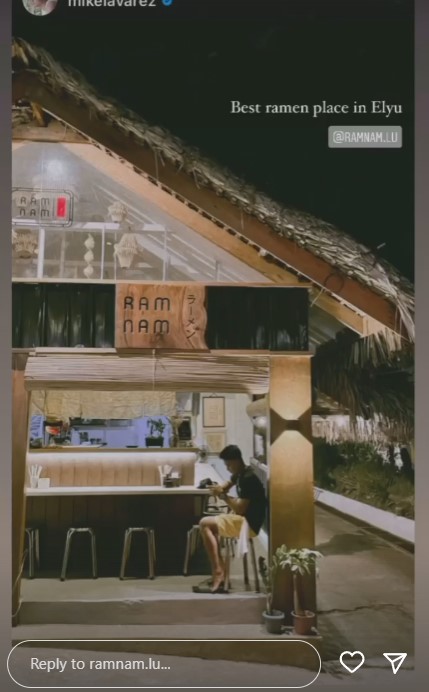 mikelavarez
Best ramen place in Elyu
@RAMNAM.LU
RAM
NAM
RAM
NAM
ラーメン
Reply to ramnam.lu...